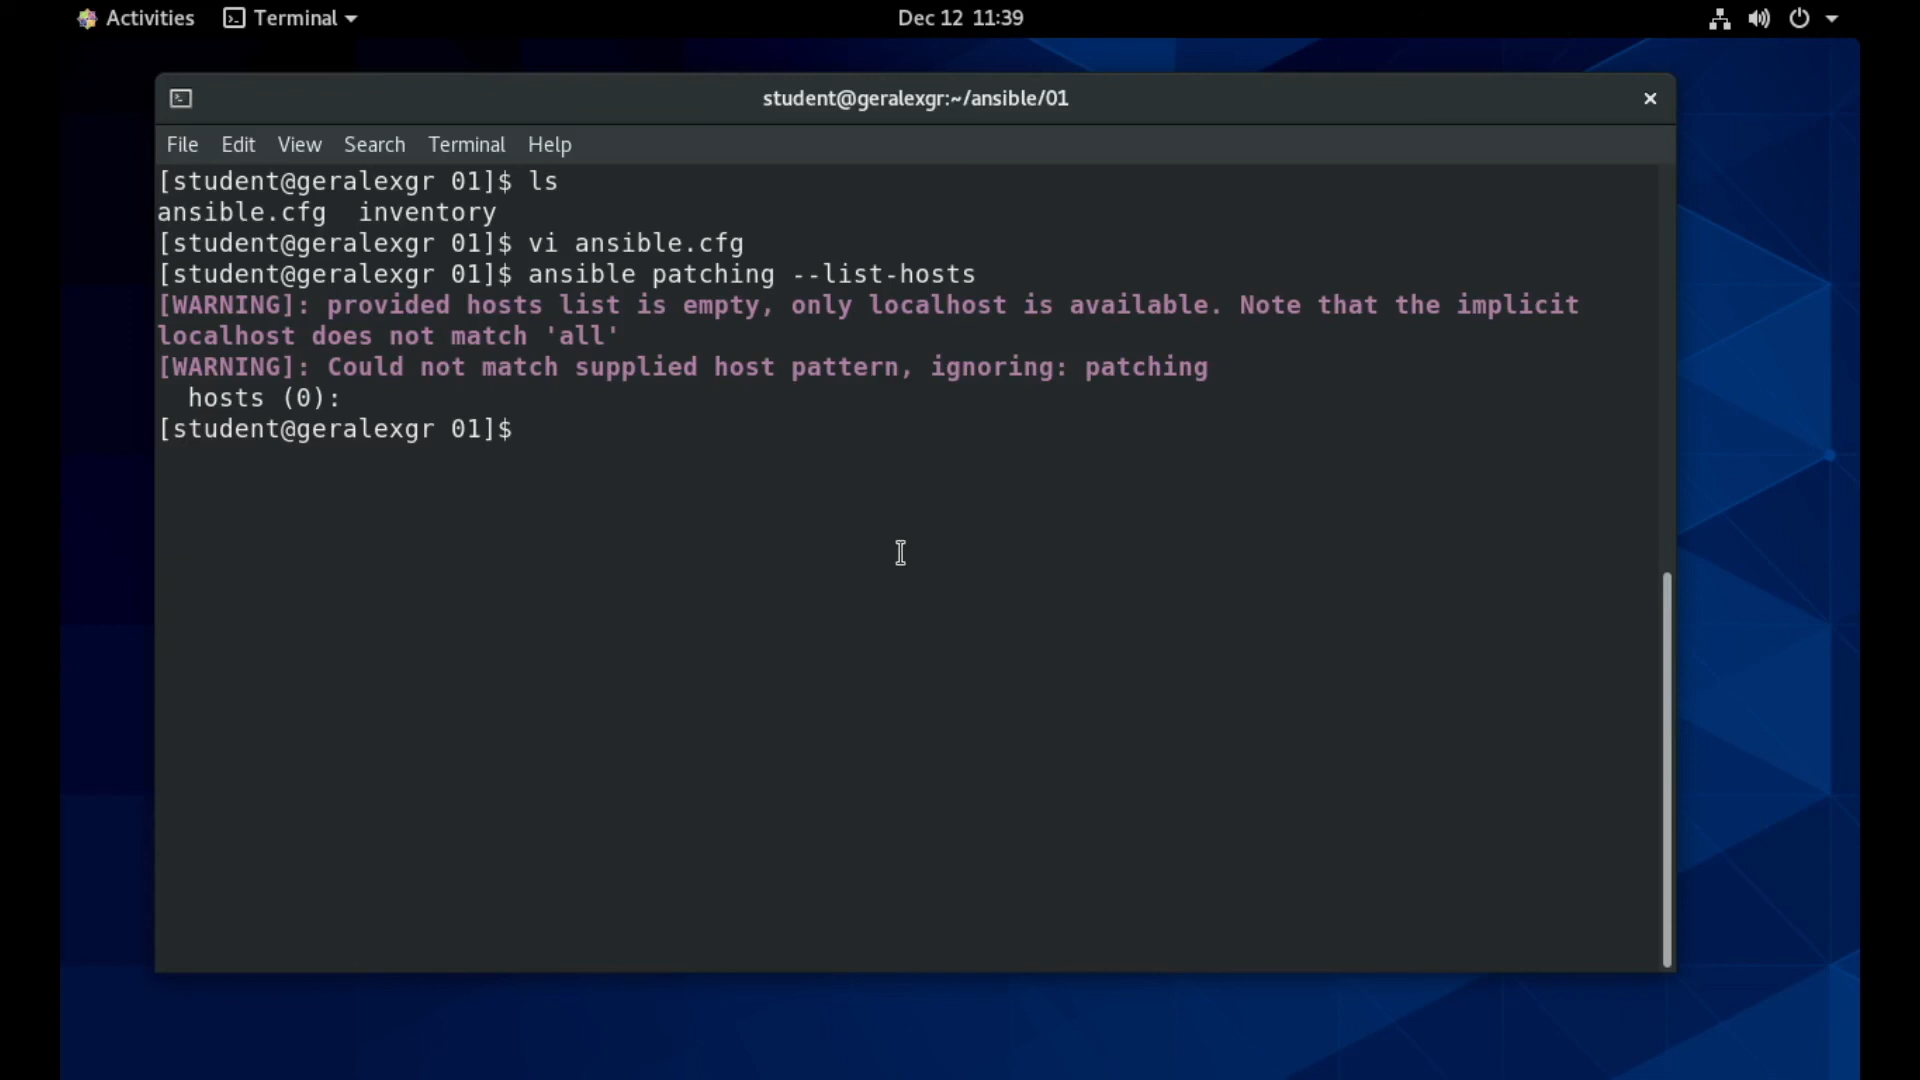 Activities Terminal Dec 12 11:39
student@geralexgr:~/ansible/01
File Edit View Search Terminal Help
[student@geralexgr 01]$ ls
ansible.cfg  inventory
[student@geralexgr 01]$ vi ansible.cfg
[student@geralexgr 01]$ ansible patching --list-hosts
[WARNING]: provided hosts list is empty, only localhost is available. Note that the implicit
localhost does not match 'all'
[WARNING]: Could not match supplied host pattern, ignoring: patching
  hosts (0):
[student@geralexgr 01]$